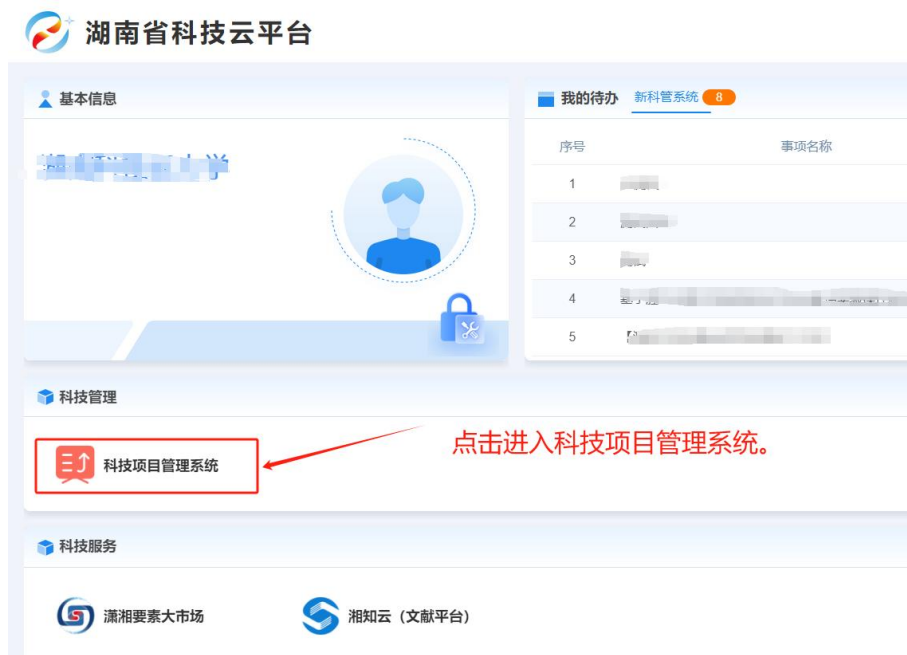 湖南省科技云平台
基本信息
我的待办 新科管系统 8
序号 事项名称
1
2
3
4
5
科技管理
科技项目管理系统
点击进入科技项目管理系统。
科技服务
潇湘要素大市场
湘知云（文献平台）